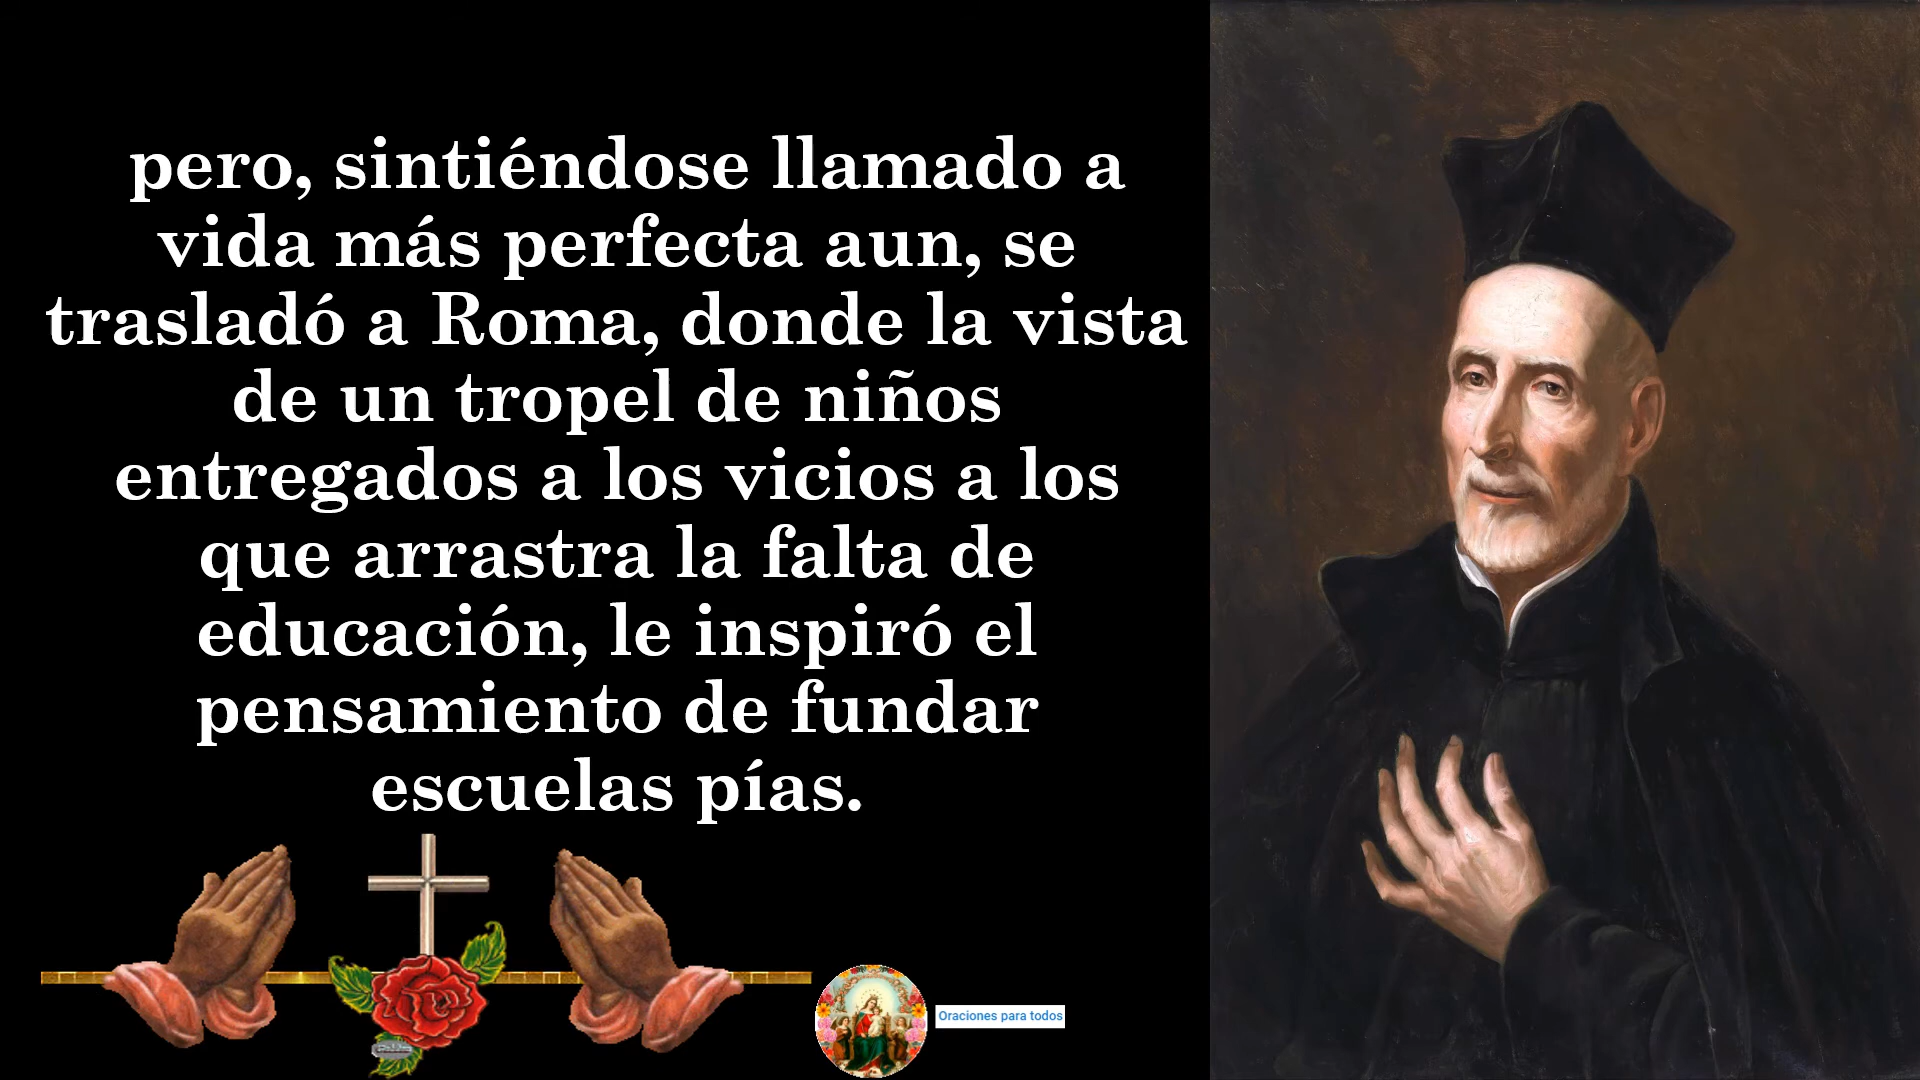 pero, sintiéndose llamado a
vida más perfecta aun, se
trasladó a Roma, donde la vista
de un tropel de niños
entregados a los vicios a los
que arrastra la falta de
educación, le inspiró el
pensamiento de fundar
escuelas pías.
Oraciones para todos